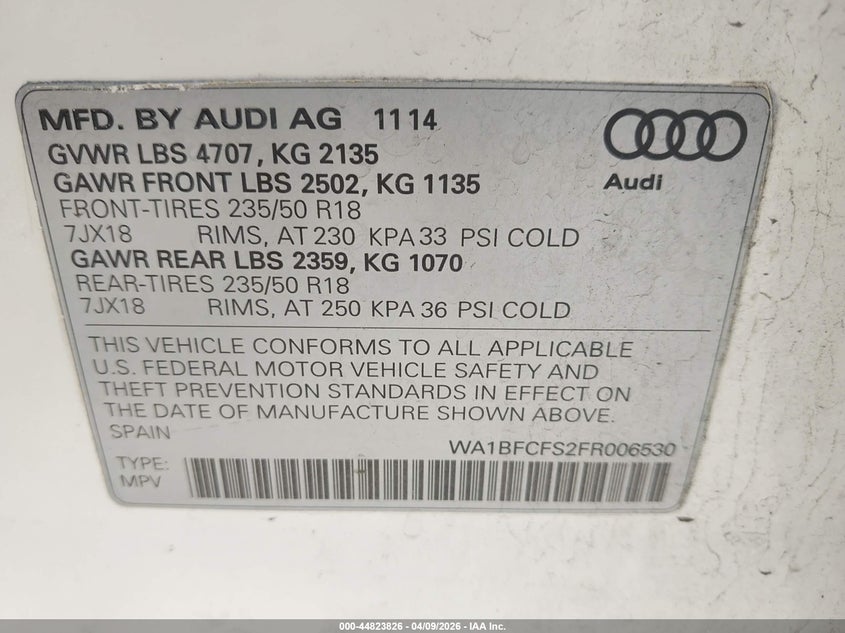 MFD. BY AUDI AG 11 14
GVWR LBS 4707, KG 2135
GAWR FRONT LBS 2502, KG 1135
FRONT-TIRES 235/50 R18
7JX18 RIMS, AT 230 KPA 33 PSI COLD
GAWR REAR LBS 2359, KG 1070
REAR-TIRES 235/50 R18
7JX18 RIMS, AT 250 KPA 36 PSI COLD
Audi
THIS VEHICLE CONFORMS TO ALL APPLICABLE
U.S. FEDERAL MOTOR VEHICLE SAFETY AND
THEFT PREVENTION STANDARDS IN EFFECT ON
THE DATE OF MANUFACTURE SHOWN ABOVE.
SPAIN
WA1BFCFS2FR006530
TYPE:
MPV
000-44823826 - 04/09/2026 - IAA Inc.